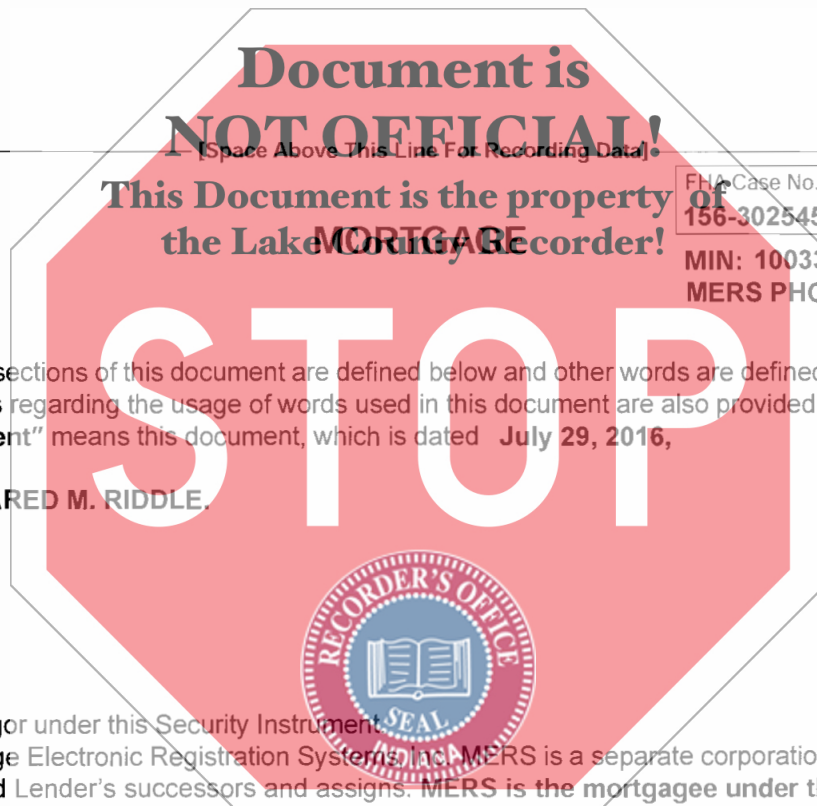 Document is
NOT OFFICIAL!
[Space Above This Line For Recording Data]
This Document is the property of
the Lake County Recorder!
FHA Case No.
156-302545
MORTGAGE
MIN: 10033
MERS PHO
STOP
sections of this document are defined below and other words are defined
s regarding the usage of words used in this document are also provided
ent" means this document, which is dated July 29, 2016,
RED M. RIDDLE.
RECORDER'S OFFICE
SEAL
INDIANA
gor under this Security Instrument.
ge Electronic Registration Systems, Inc. MERS is a separate corporatio
d Lender's successors and assigns. MERS is the mortgagee under th